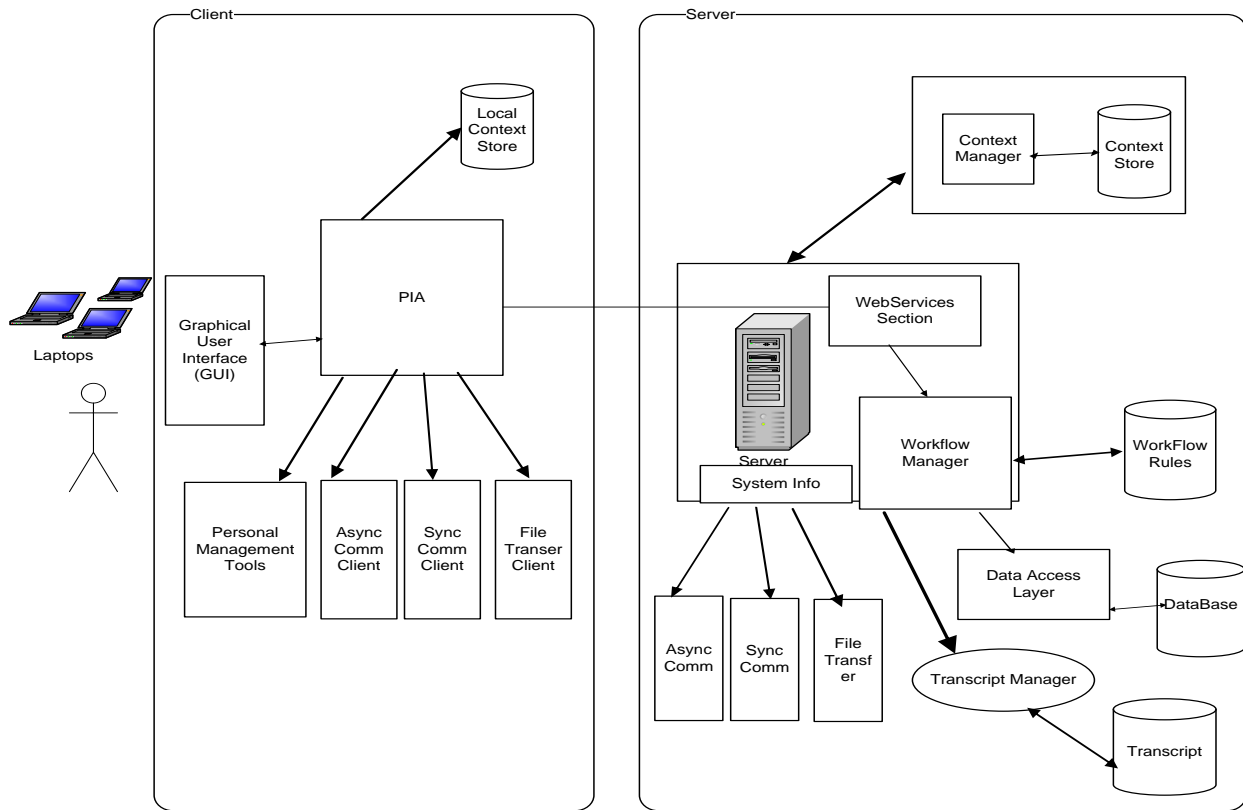 Client
Server
Local
Context
Store
Context
Manager
Context
Store
PIA
WebServices
Section
Graphical
User
Interface
(GUI)
Laptops
Workflow
Manager
WorkFlow
Rules
Server
System Info
Personal
Management
Tools
Async
Comm
Client
Sync
Comm
Client
File
Transer
Client
Data Access
Layer
DataBase
Async
Comm
Sync
Comm
File
Transf
er
Transcript Manager
Transcript